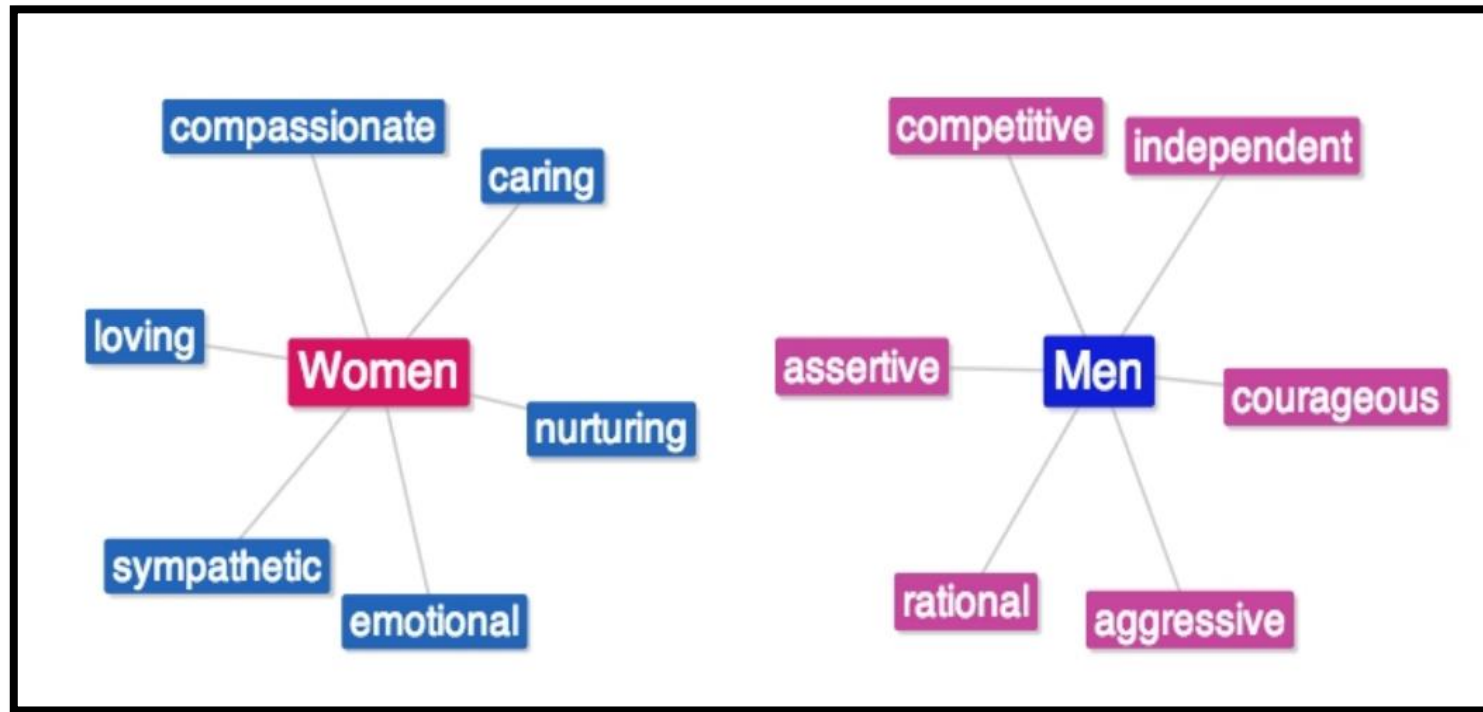 compassionate
caring
loving
Women
nurturing
sympathetic
emotional
competitive
independent
assertive
Men
courageous
rational
aggressive